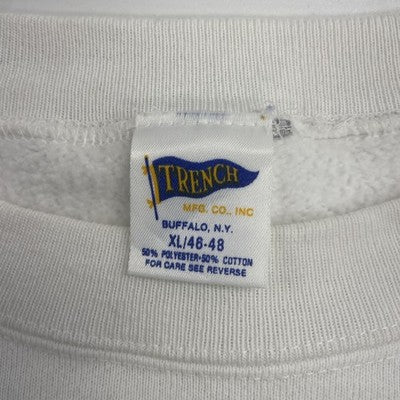 TRENCH
MFG. CO., INC
BUFFALO, N.Y.
XL/46-48
50% POLYESTER•50% COTTON
FOR CARE SEE REVERSE